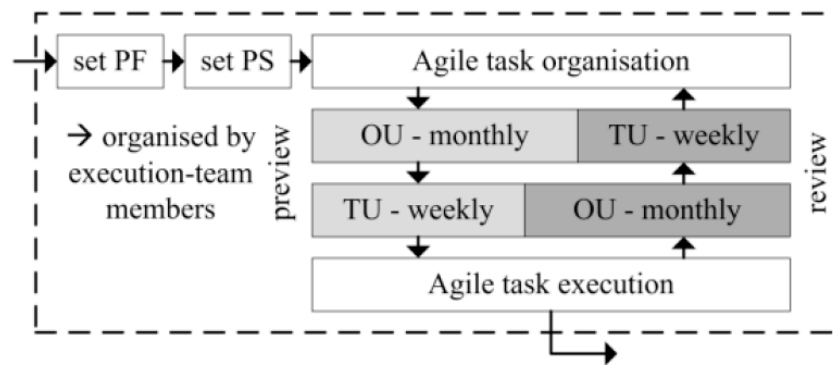 set PF
set PS
Agile task organisation
→ organised by
execution-team
members
preview
OU - monthly
TU - weekly
review
TU - weekly
OU - monthly
Agile task execution